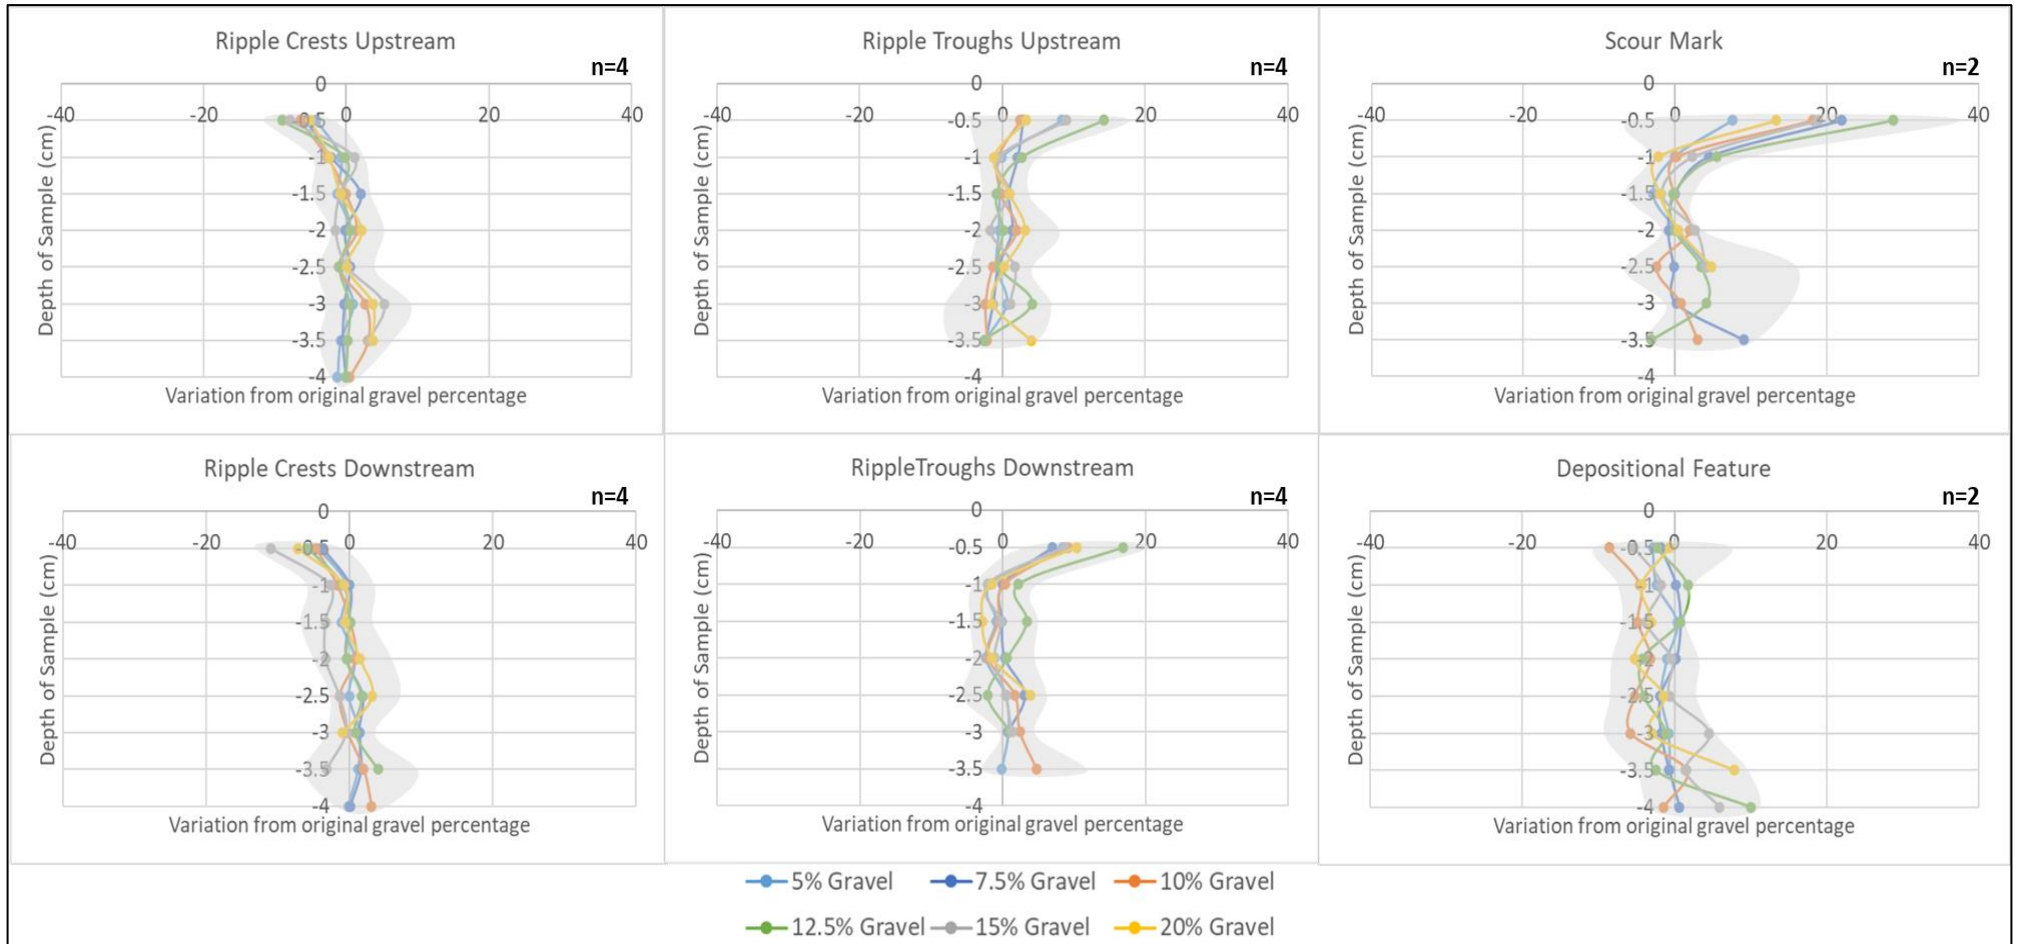 Ripple Crests Upstream
n=4
0
-40 -20 0 20 40
-0.5
-1
-1.5
-2
-2.5
-3
-3.5
-4
Depth of Sample (cm)
Variation from original gravel percentage
Ripple Troughs Upstream
n=4
0
-40 -20 0 20 40
-0.5
-1
-1.5
-2
-2.5
-3
-3.5
-4
Depth of Sample (cm)
Variation from original gravel percentage
Scour Mark
n=2
0
-40 -20 0 20 40
-0.5
-1
-1.5
-2
-2.5
-3
-3.5
-4
Depth of Sample (cm)
Variation from original gravel percentage
Ripple Crests Downstream
n=4
0
-40 -20 0 20 40
-0.5
-1
-1.5
-2
-2.5
-3
-3.5
-4
Depth of Sample (cm)
Variation from original gravel percentage
RippleTroughs Downstream
n=4
0
-40 -20 0 20 40
-0.5
-1
-1.5
-2
-2.5
-3
-3.5
-4
Depth of Sample (cm)
Variation from original gravel percentage
Depositional Feature
n=2
0
-40 -20 0 20 40
-0.5
-1
-1.5
-2
-2.5
-3
-3.5
-4
Depth of Sample (cm)
Variation from original gravel percentage
5% Gravel 7.5% Gravel 10% Gravel
12.5% Gravel 15% Gravel 20% Gravel